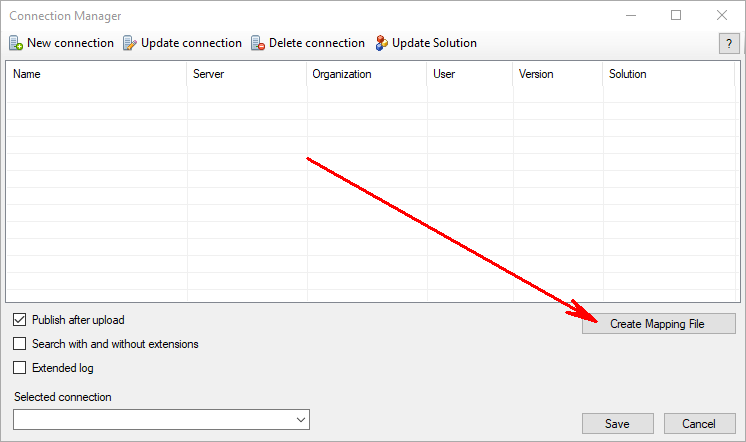 Connection Manager
New connection Update connection Delete connection Update Solution ?
Name Server Organization User Version Solution
Publish after upload
Create Mapping File
Search with and without extensions
Extended log
Selected connection
Save Cancel